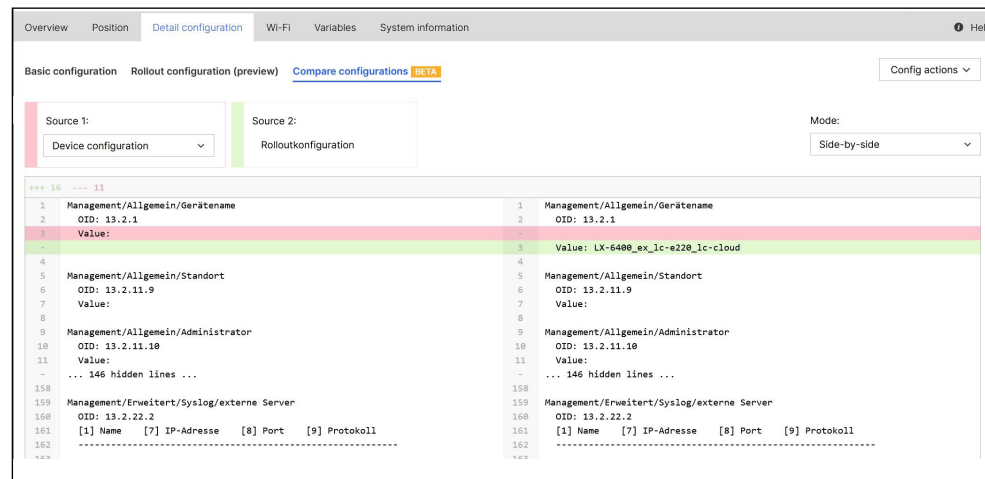 Overview Position Detail configuration Wi-Fi Variables System information
Basic configuration Rollout configuration (preview) Compare configurations BETA Config actions
Source 1: Source 2: Mode:
Device configuration Rolloutkonfiguration Side-by-side
+++ 16 --- 11
1 Management/Allgemein/Gerätename 1 Management/Allgemein/Gerätename
2 OID: 13.2.1 2 OID: 13.2.1
3 Value: -
- 3 Value: LX-6400_ex_lc-e220_lc-cloud
4 4
5 Management/Allgemein/Standort 5 Management/Allgemein/Standort
6 OID: 13.2.11.9 6 OID: 13.2.11.9
7 Value: 7 Value:
8 8
9 Management/Allgemein/Administrator 9 Management/Allgemein/Administrator
10 OID: 13.2.11.10 10 OID: 13.2.11.10
11 Value: 11 Value:
- ... 146 hidden lines ... - ... 146 hidden lines ...
158 158
159 Management/Erweitert/Syslog/externe Server 159 Management/Erweitert/Syslog/externe Server
160 OID: 13.2.22.2 160 OID: 13.2.22.2
161 [1] Name [7] IP-Adresse [8] Port [9] Protokoll 161 [1] Name [7] IP-Adresse [8] Port [9] Protokoll
162 ---------------------------------------------------------------- 162 ----------------------------------------------------------------